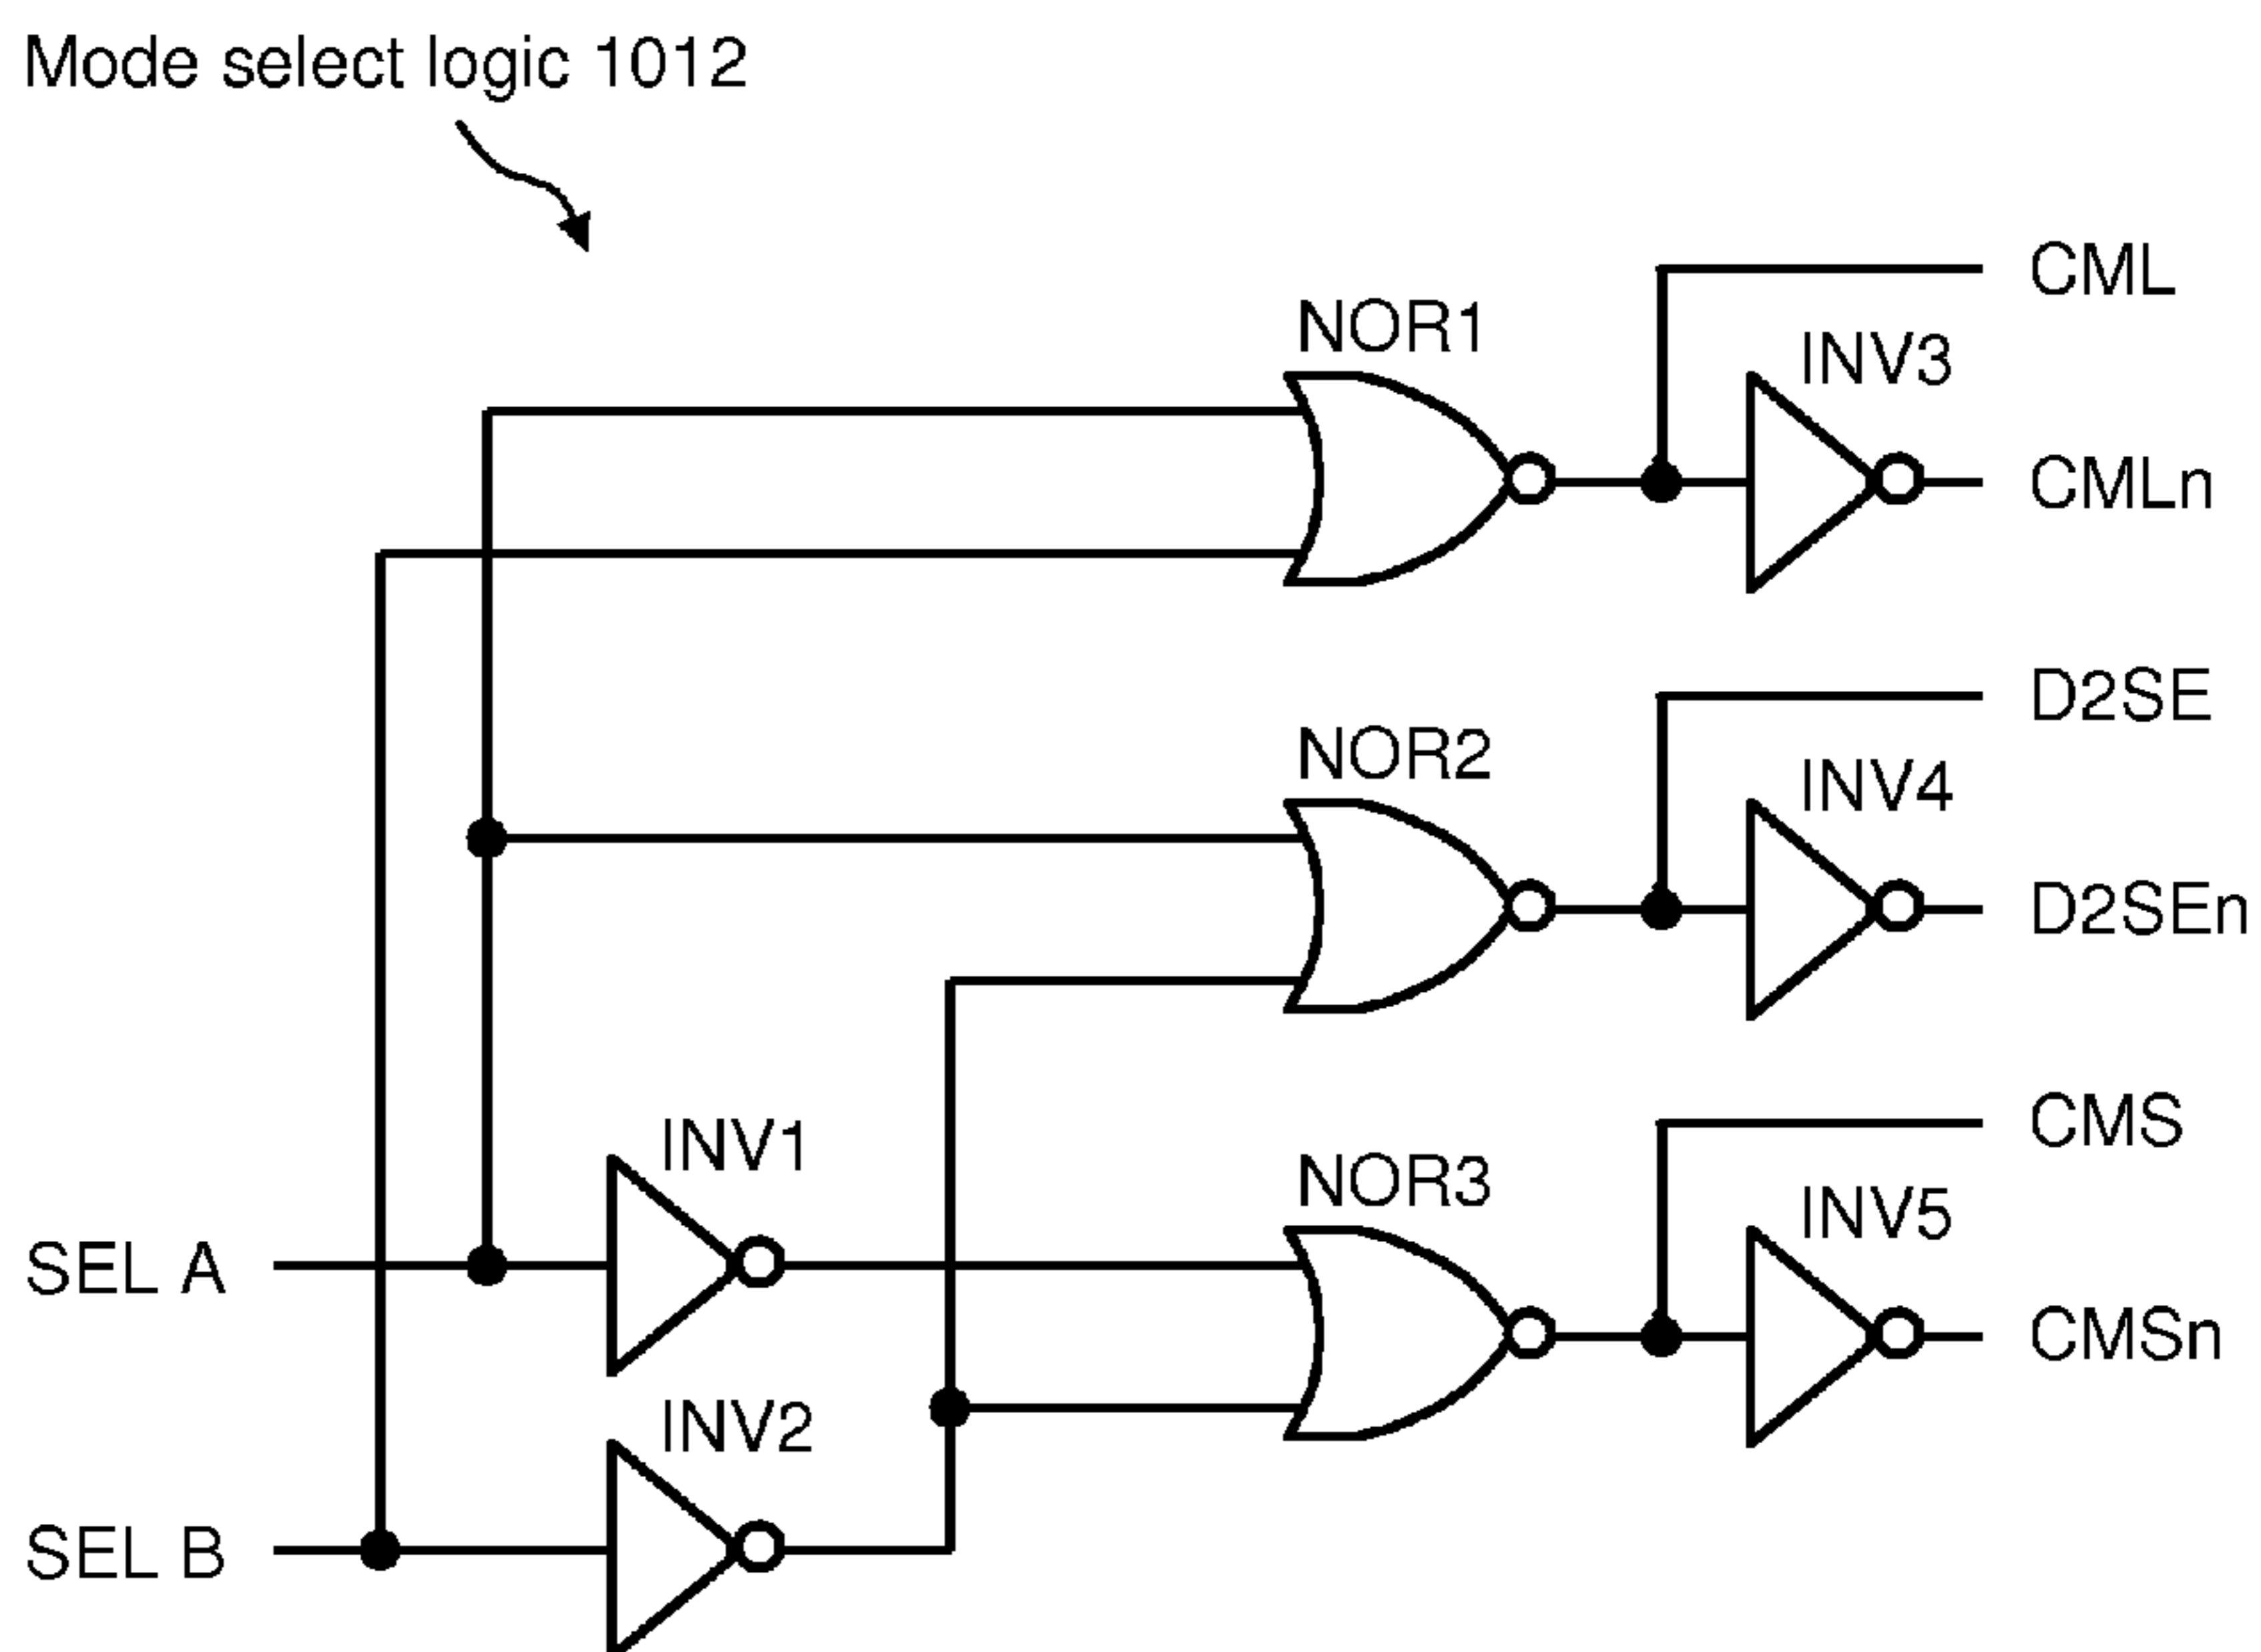 Mode select logic 1012
CML
NOR1
INV3
CMLn
D2SE
NOR2
INV4
D2SEn
CMS
INV1
NOR3
INV5
SEL A
CMSn
INV2
SEL B